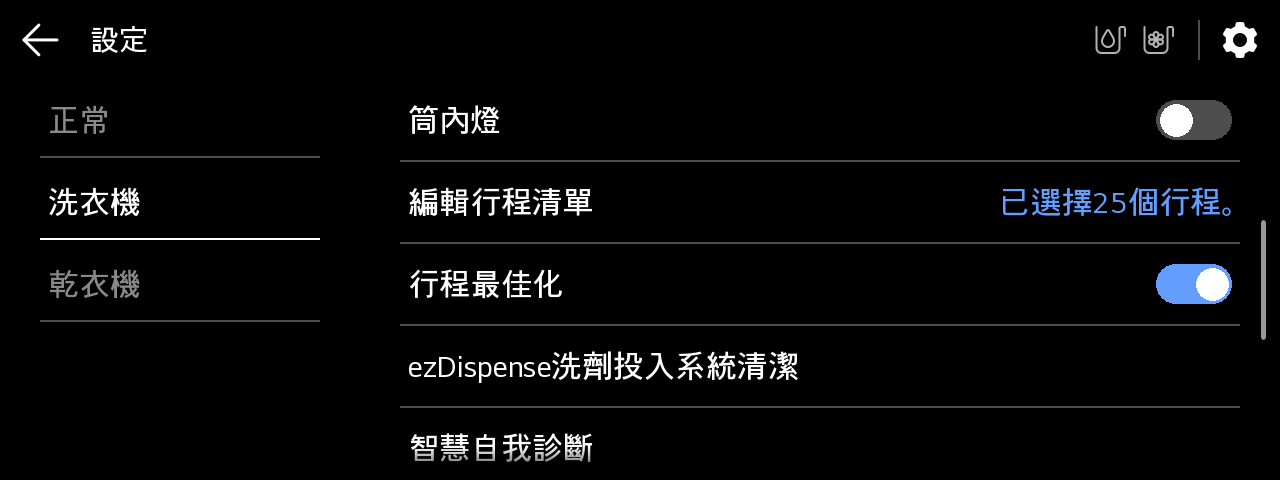 設定
正常
洗衣機
乾衣機
筒內燈
編輯行程清單
已選擇25個行程。
行程最佳化
ezDispense洗劑投入系統清潔
智慧自我診斷